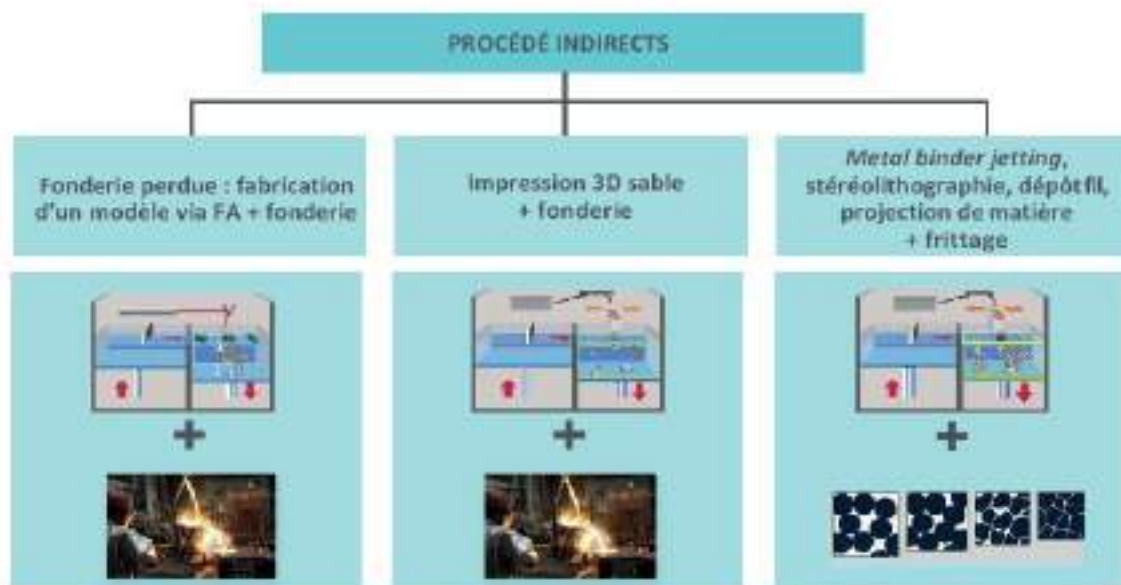 PROCÉDÉ INDIRECTS
Fonderie perdue : fabrication
d'un modèle via FA + fonderie
Impression 3D sable
+ fonderie
Metal binder jetting,
stéréolithographie, dépôt fil,
projection de matière
+ frittage
+
+
+